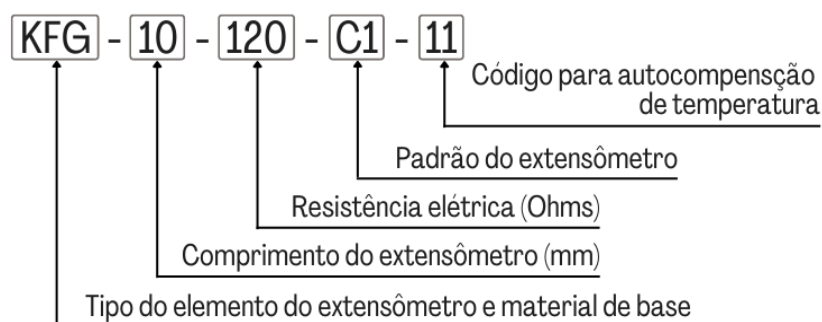 KFG - 10 - 120 - C1 - 11
Código para autocompensção
de temperatura
Padrão do extensômetro
Resistência elétrica (Ohms)
Comprimento do extensômetro (mm)
Tipo do elemento do extensômetro e material de base